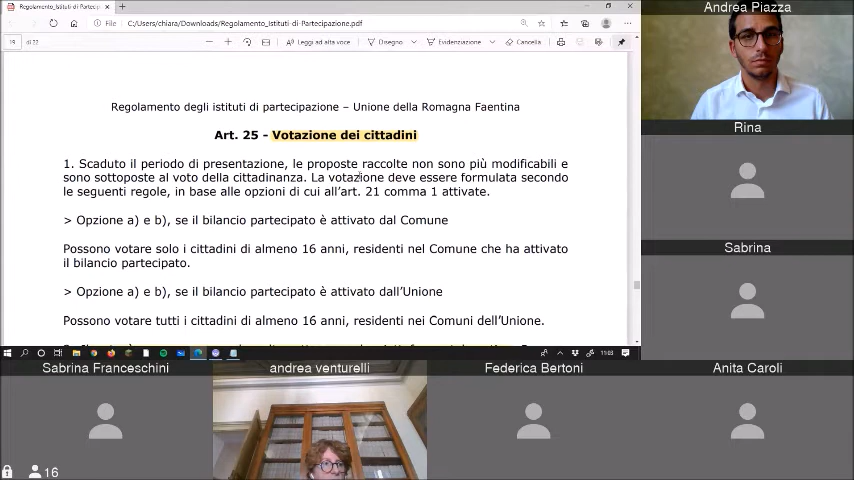 Regolamento_Istituti-di-Partecip
File
C:/Users/chiara/Downloads/Regolamento_Istituti-di-Partecipazione.pdf
Andrea Piazza
19 di 22
Leggi ad alta voce
Disegno
Evidenziazione
Cancella
Regolamento degli istituti di partecipazione – Unione della Romagna Faentina
Art. 25 - Votazione dei cittadini
Rina
1. Scaduto il periodo di presentazione, le proposte raccolte non sono più modificabili e
sono sottoposte al voto della cittadinanza. La votazione deve essere formulata secondo
le seguenti regole, in base alle opzioni di cui all'art. 21 comma 1 attivate.
> Opzione a) e b), se il bilancio partecipato è attivato dal Comune
Possono votare solo i cittadini di almeno 16 anni, residenti nel Comune che ha attivato
il bilancio partecipato.
Sabrina
> Opzione a) e b), se il bilancio partecipato è attivato dall'Unione
Possono votare tutti i cittadini di almeno 16 anni, residenti nei Comuni dell'Unione.
11:03
Sabrina Franceschini
andrea venturelli
Federica Bertoni
Anita Caroli
16